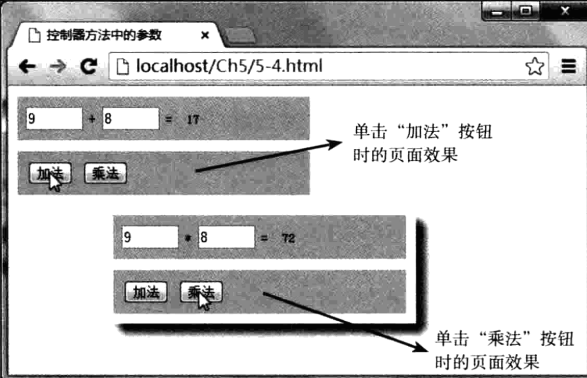 控制器方法中的参数
localhost/Ch5/5-4.html
9 + 8 = 17
单击“加法”按钮
时的页面效果
加法 乘法
9 * 8 = 72
加法 乘法
单击“乘法”按钮
时的页面效果